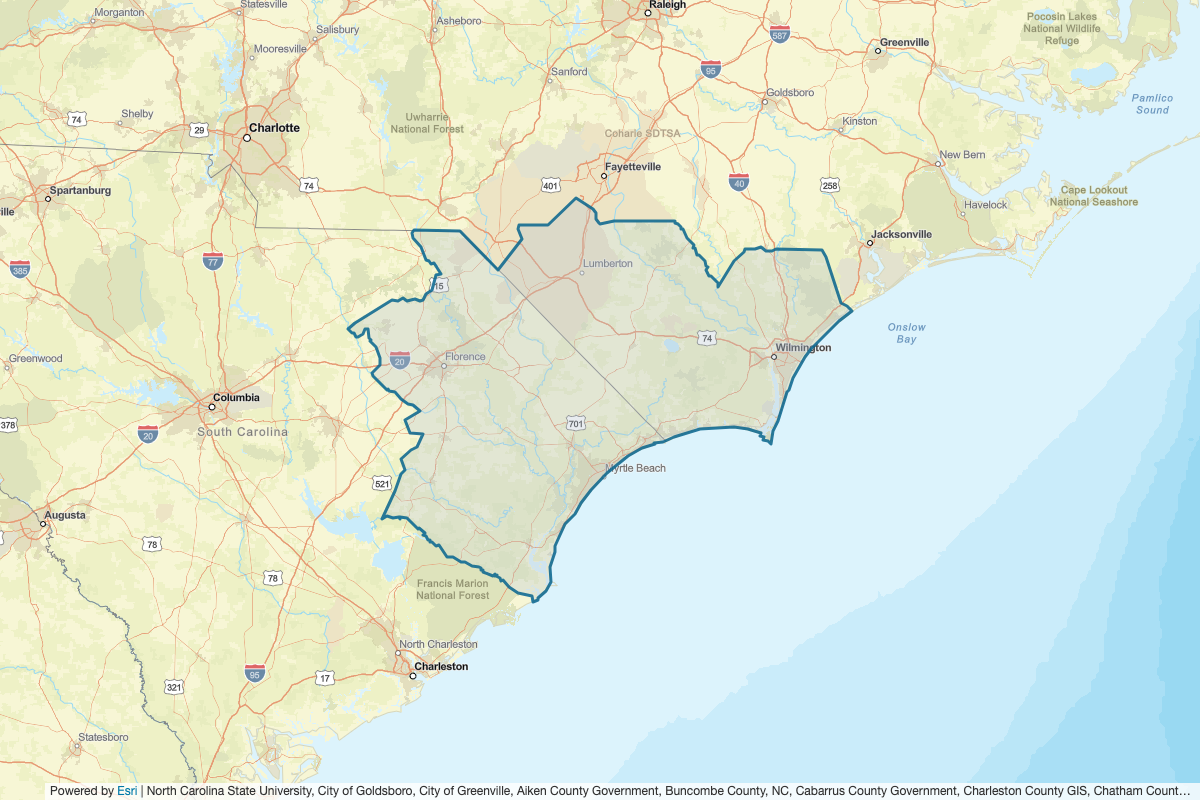 Morganton
Statesville
Raleigh
Mooresville
Salisbury
Asheboro
587
Greenville
Pocosin Lakes
National Wildlife
Refuge
95
Sanford
Goldsboro
Pamlico
Sound
74
Shelby
29
Charlotte
Uwharrie
National Forest
Coharie SDTSA
Kinston
New Bern
Fayetteville
40
258
Spartanburg
74
401
Cape Lookout
National Seashore
Havelock
ville
Jacksonville
385
77
Lumberton
15
Onslow
Bay
Greenwood
20
Florence
74
Wilmington
Columbia
South Carolina
378
20
701
Myrtle Beach
521
Augusta
78
78
Francis Marion
National Forest
North Charleston
Charleston
95
17
321
Statesboro
Powered by Esri | North Carolina State University, City of Goldsboro, City of Greenville, Aiken County Government, Buncombe County, NC, Cabarrus County Government, Charleston County GIS, Chatham Count…